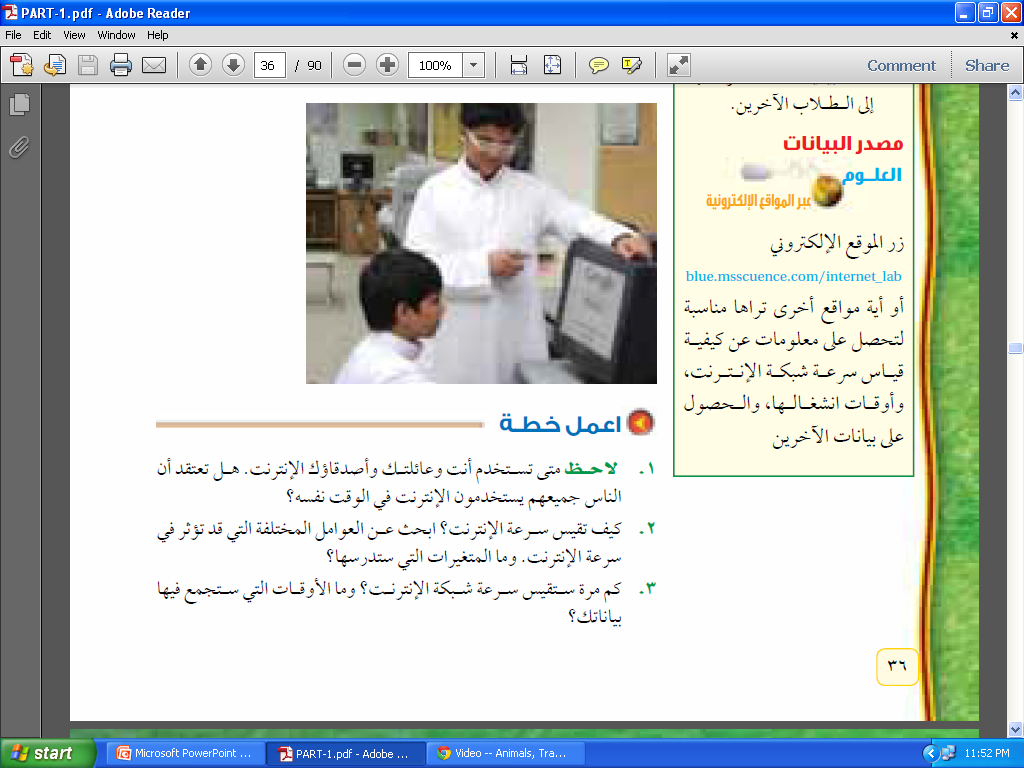 PART-1.pdf - Adobe Reader
File Edit View Window Help
36 / 90 100% Comment Share
إلى الطلاب الآخرين.
مصدر البيانات
العلوم
عبر المواقع الإلكترونية
زر الموقع الإلكتروني
blue.msscuence.com/internet_lab
أو أية مواقع أخرى تراها مناسبة
لتحصل على معلومات عن كيفية
قياس سرعة شبكة الإنترنت،
وأوقات انشغالها، والحصول
على بيانات الآخرين
اعمل خطة
١. لاحظ متى تستخدم أنت وعائلتك وأصدقاؤك الإنترنت. هل تعتقد أن
الناس جميعهم يستخدمون الإنترنت في الوقت نفسه؟
٢. كيف تقيس سرعة الإنترنت؟ ابحث عن العوامل المختلفة التي قد تؤثر في
سرعة الإنترنت. وما المتغيرات التي ستدرسها؟
٣. كم مرة ستقيس سرعة شبكة الإنترنت؟ وما الأوقات التي ستجمع فيها
بياناتك؟
٣٦
start Microsoft PowerPoint ... PART-1.pdf - Adobe ... Video -- Animals, Tra... 11:52 PM